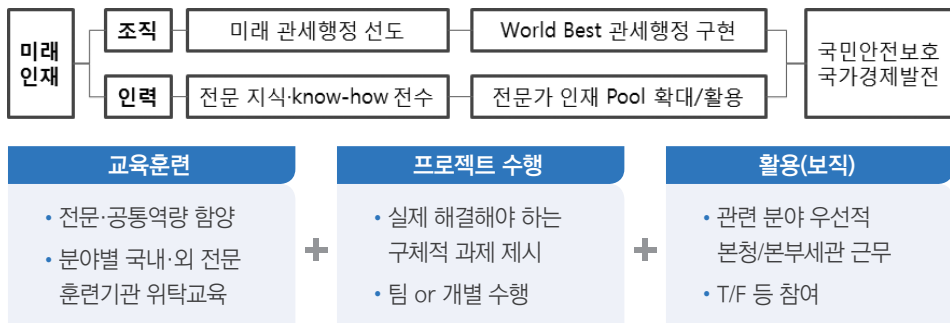 미래
인재
조직
미래 관세행정 선도
World Best 관세행정 구현
인력
전문 지식·know-how 전수
전문가 인재 Pool 확대/활용
국민안전보호
국가경제발전
교육훈련
• 전문·공통역량 함양
• 분야별 국내·외 전문
훈련기관 위탁교육
+
프로젝트 수행
• 실제 해결해야 하는
구체적 과제 제시
• 팀 or 개별 수행
+
활용(보직)
• 관련 분야 우선적
본청/본부세관 근무
• T/F 등 참여